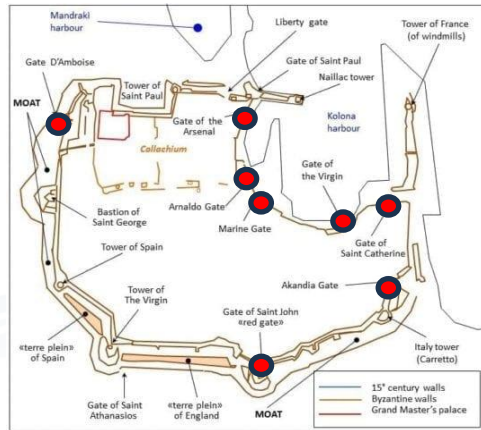 Mandraki
harbour
Liberty gate
Tower of France
(of windmills)
Gate D'Amboise
Tower of
Saint Paul
Gate of Saint Paul
Naillac tower
MOAT
Gate of the
Arsenal
Kolona
harbour
Collachium
Gate of
the Virgin
Arnaldo Gate
Bastion of
Saint George
Marine Gate
Gate of
Saint Catherine
Tower of Spain
Akandia Gate
Tower of
The Virgin
Gate of Saint John
«red gate»
«terre plein»
of Spain
Italy tower
(Carretto)
Gate of Saint
Athanasios
«terre plein»
of England
MOAT
15° century walls
Byzantine walls
Grand Master's palace